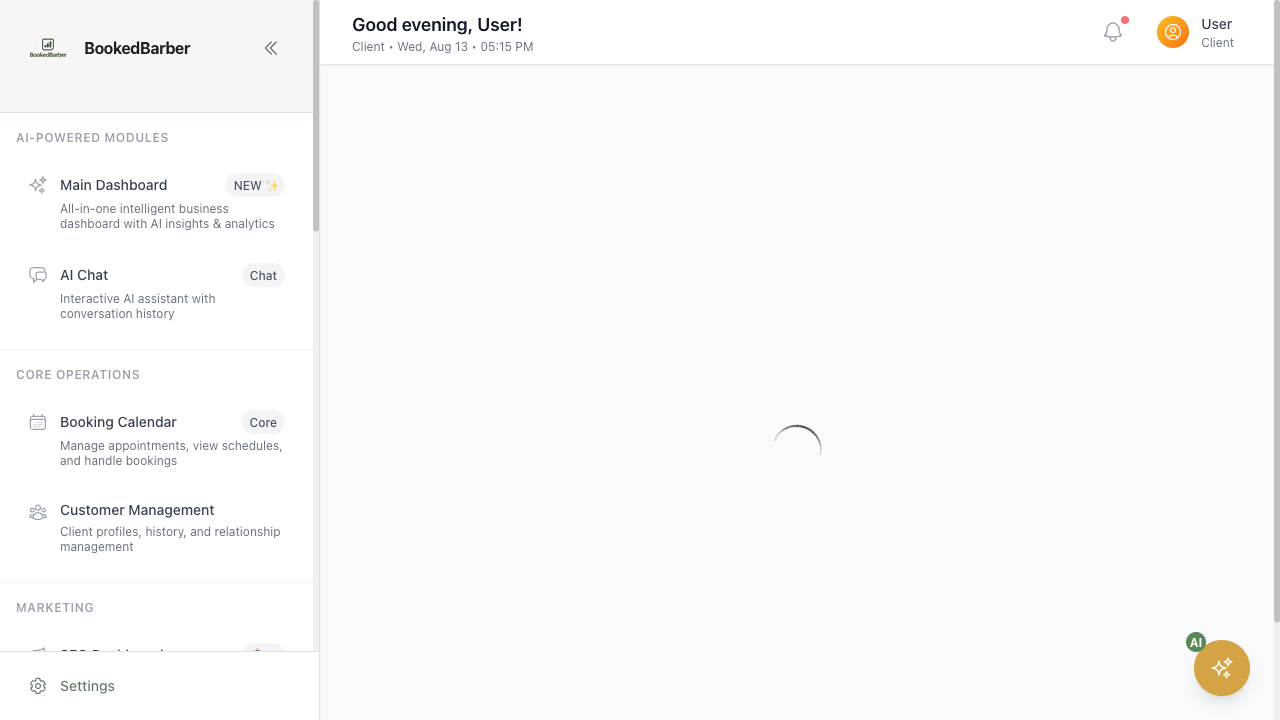 BookedBarber
BookedBarber
Good evening, User!
Client • Wed, Aug 13 • 05:15 PM
User
Client
AI-POWERED MODULES
Main Dashboard
NEW ✨
All-in-one intelligent business
dashboard with AI insights & analytics
AI Chat
Chat
Interactive AI assistant with
conversation history
CORE OPERATIONS
Booking Calendar
Core
Manage appointments, view schedules,
and handle bookings
Customer Management
Client profiles, history, and relationship
management
MARKETING
SEO Dashboard
Settings
AI